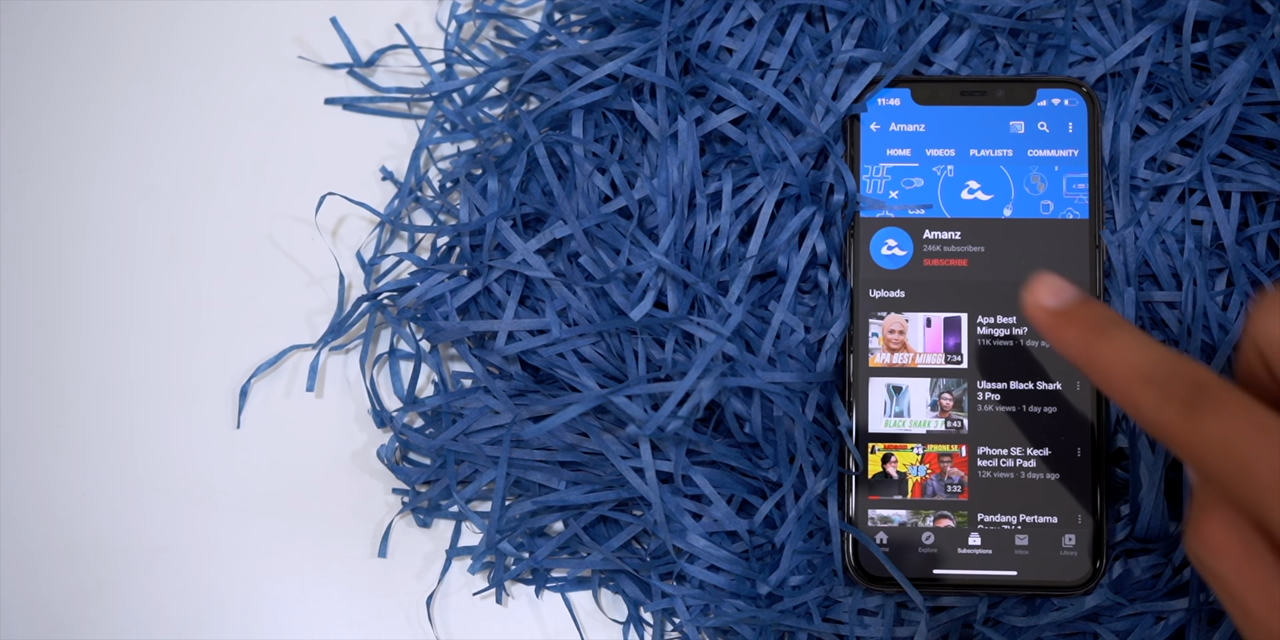 11:46
Amanz
HOME VIDEOS PLAYLISTS COMMUNITY
#
CSS
Amanz
246K subscribers
SUBSCRIBE
Uploads
Apa Best
Minggu Ini?
11K views · 1 day
APA BEST MINGGU
7:34
Ulasan Black Shark
3 Pro
3.6K views · 1 day ago
BLACK SHARK 3
8:43
iPhone SE: Kecil-
kecil Cili Padi
12K views · 3 days ago
IPHONE SE
3:32
Pandang Pertama
Explore Subscriptions Inbox Library